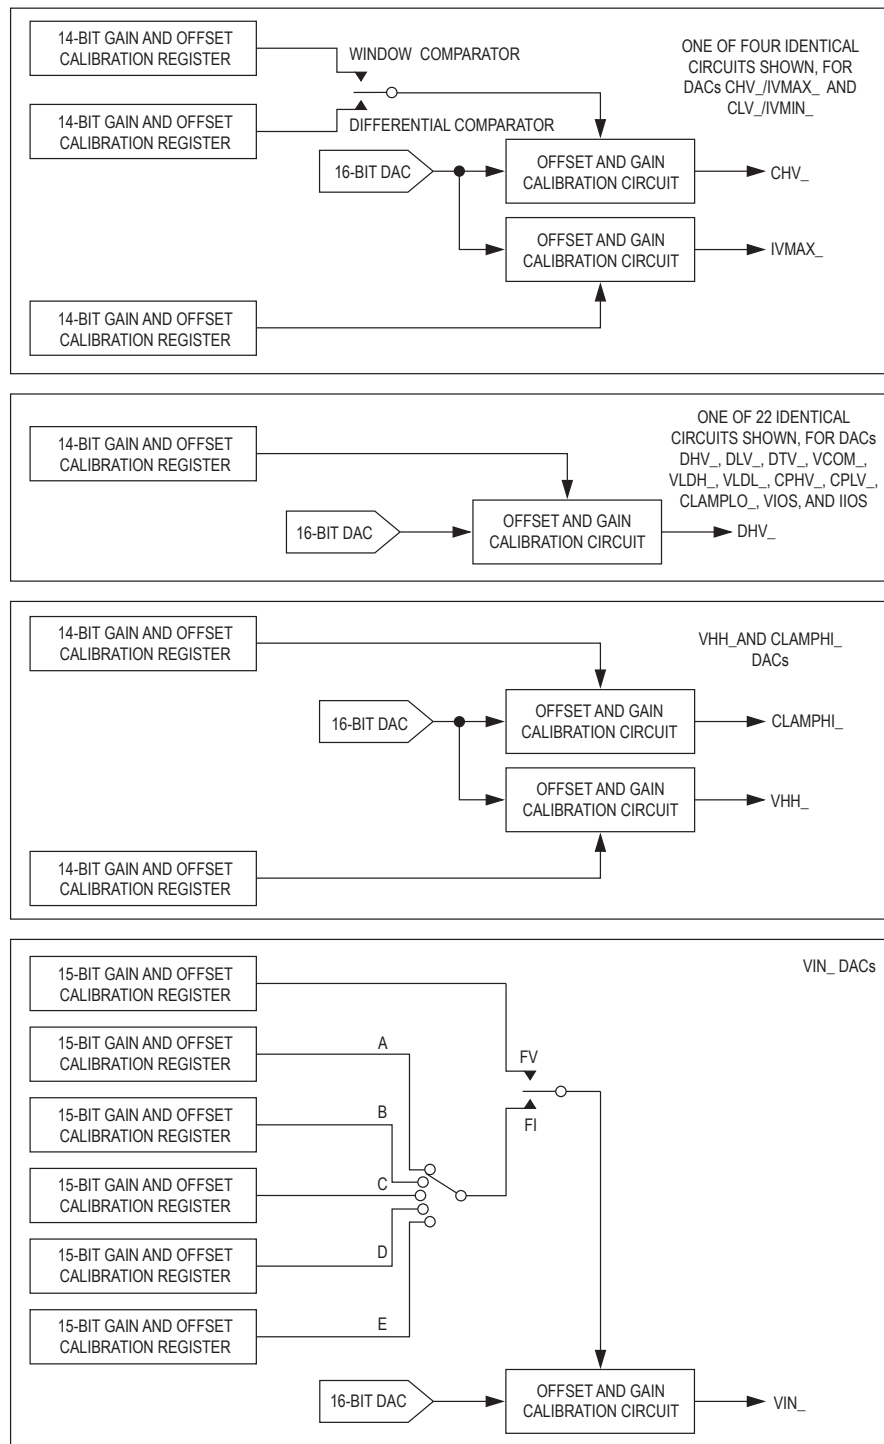 14-BIT GAIN AND OFFSET
CALIBRATION REGISTER
WINDOW COMPARATOR
ONE OF FOUR IDENTICAL
CIRCUITS SHOWN, FOR
DACs CHV_/IVMAX_ AND
CLV_/IVMIN_
14-BIT GAIN AND OFFSET
CALIBRATION REGISTER
DIFFERENTIAL COMPARATOR
16-BIT DAC
OFFSET AND GAIN
CALIBRATION CIRCUIT
CHV_
OFFSET AND GAIN
CALIBRATION CIRCUIT
IVMAX_
14-BIT GAIN AND OFFSET
CALIBRATION REGISTER
14-BIT GAIN AND OFFSET
CALIBRATION REGISTER
ONE OF 22 IDENTICAL
CIRCUITS SHOWN, FOR DACs
DHV_, DLV_, DTV_, VCOM_,
VLDH_, VLDL_, CPHV_, CPLV_,
CLAMPLO_, VIOS, AND IIOS
16-BIT DAC
OFFSET AND GAIN
CALIBRATION CIRCUIT
DHV_
14-BIT GAIN AND OFFSET
CALIBRATION REGISTER
VHH_AND CLAMPHI_
DACs
16-BIT DAC
OFFSET AND GAIN
CALIBRATION CIRCUIT
CLAMPHI_
OFFSET AND GAIN
CALIBRATION CIRCUIT
VHH_
14-BIT GAIN AND OFFSET
CALIBRATION REGISTER
VIN_ DACs
15-BIT GAIN AND OFFSET
CALIBRATION REGISTER
15-BIT GAIN AND OFFSET
CALIBRATION REGISTER
A
FV
FI
15-BIT GAIN AND OFFSET
CALIBRATION REGISTER
B
15-BIT GAIN AND OFFSET
CALIBRATION REGISTER
C
15-BIT GAIN AND OFFSET
CALIBRATION REGISTER
D
15-BIT GAIN AND OFFSET
CALIBRATION REGISTER
E
16-BIT DAC
OFFSET AND GAIN
CALIBRATION CIRCUIT
VIN_